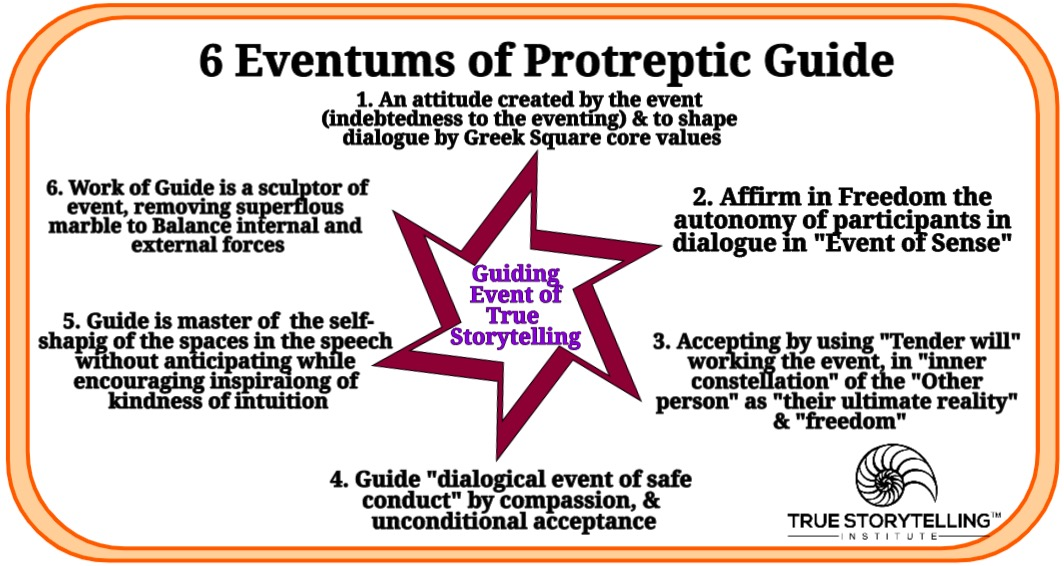 6 Eventums of Protreptic Guide
1. An attitude created by the event
(indebtedness to the eventing) & to shape
dialogue by Greek Square core values
2. Affirm in Freedom the
autonomy of participants in
dialogue in "Event of Sense"
3. Accepting by using "Tender will"
working the event, in "inner
constellation" of the "Other
person" as "their ultimate reality"
& "freedom"
4. Guide "dialogical event of safe
conduct" by compassion, &
unconditional acceptance
5. Guide is master of the self-
shapig of the spaces in the speech
without anticipating while
encouraging inspiraiong of
kindness of intuition
6. Work of Guide is a sculptor of
event, removing superflous
marble to Balance internal and
external forces
Guiding
Event of
True
Storytelling
TRUE STORYTELLING™
INSTITUTE